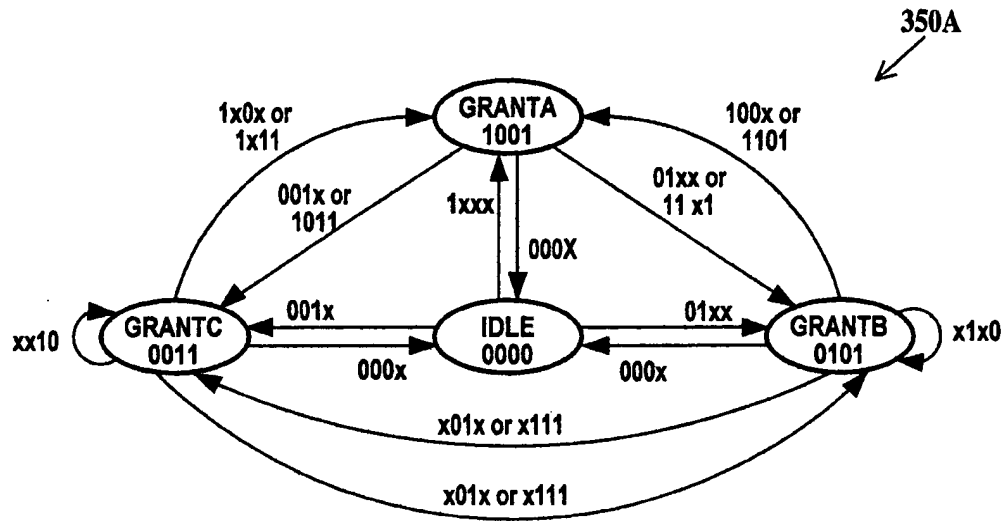 350A
GRANTA
1001
1x0x or
1x11
100x
or
1101
001x or
1011
1xxx
01xx or
11 x1
000X
GRANTC
0011
xx10
001x
000x
IDLE
0000
01xx
000x
GRANTB
0101
x1x0
x01x or x111
x01x or x111